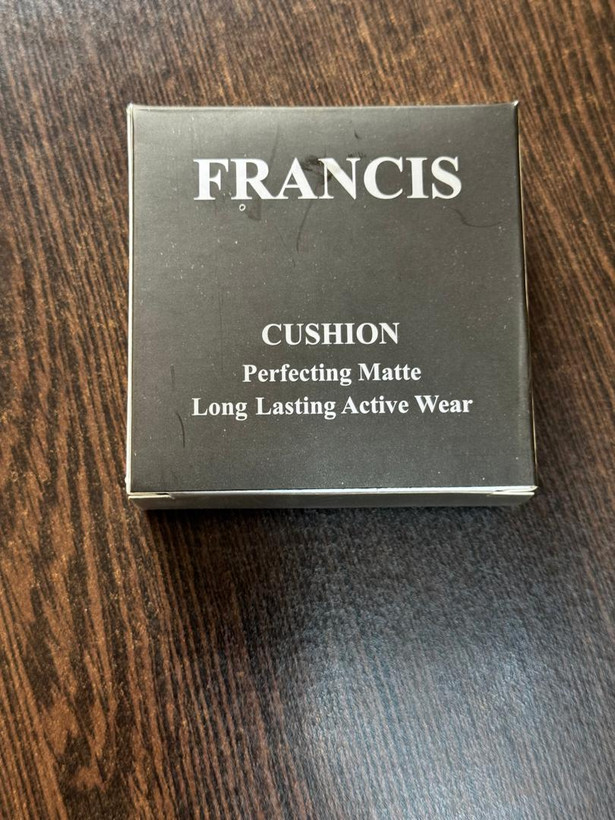 FRANCIS
CUSHION
Perfecting Matte
Long Lasting Active Wear